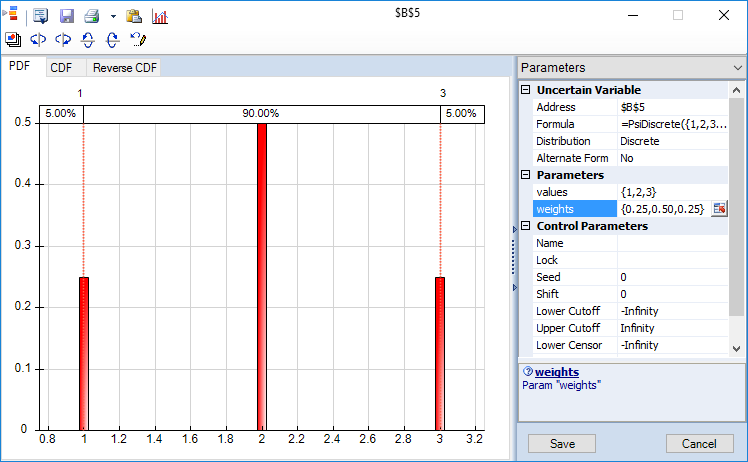 $B$5
PDF
CDF
Reverse CDF
1
3
5.00%
90.00%
5.00%
0.5
0.4
0.3
0.2
0.1
0
0.8
1
1.2
1.4
1.6
1.8
2
2.2
2.4
2.6
2.8
3
3.2
Parameters
Uncertain Variable
Address $B$5
Formula =PsiDiscrete({1,2,3...
Distribution Discrete
Alternate Form No
Parameters
values {1,2,3}
weights {0.25,0.50,0.25}
Control Parameters
Name
Lock
Seed 0
Shift 0
Lower Cutoff -Infinity
Upper Cutoff Infinity
Lower Censor -Infinity
weights
Param "weights"
Save
Cancel